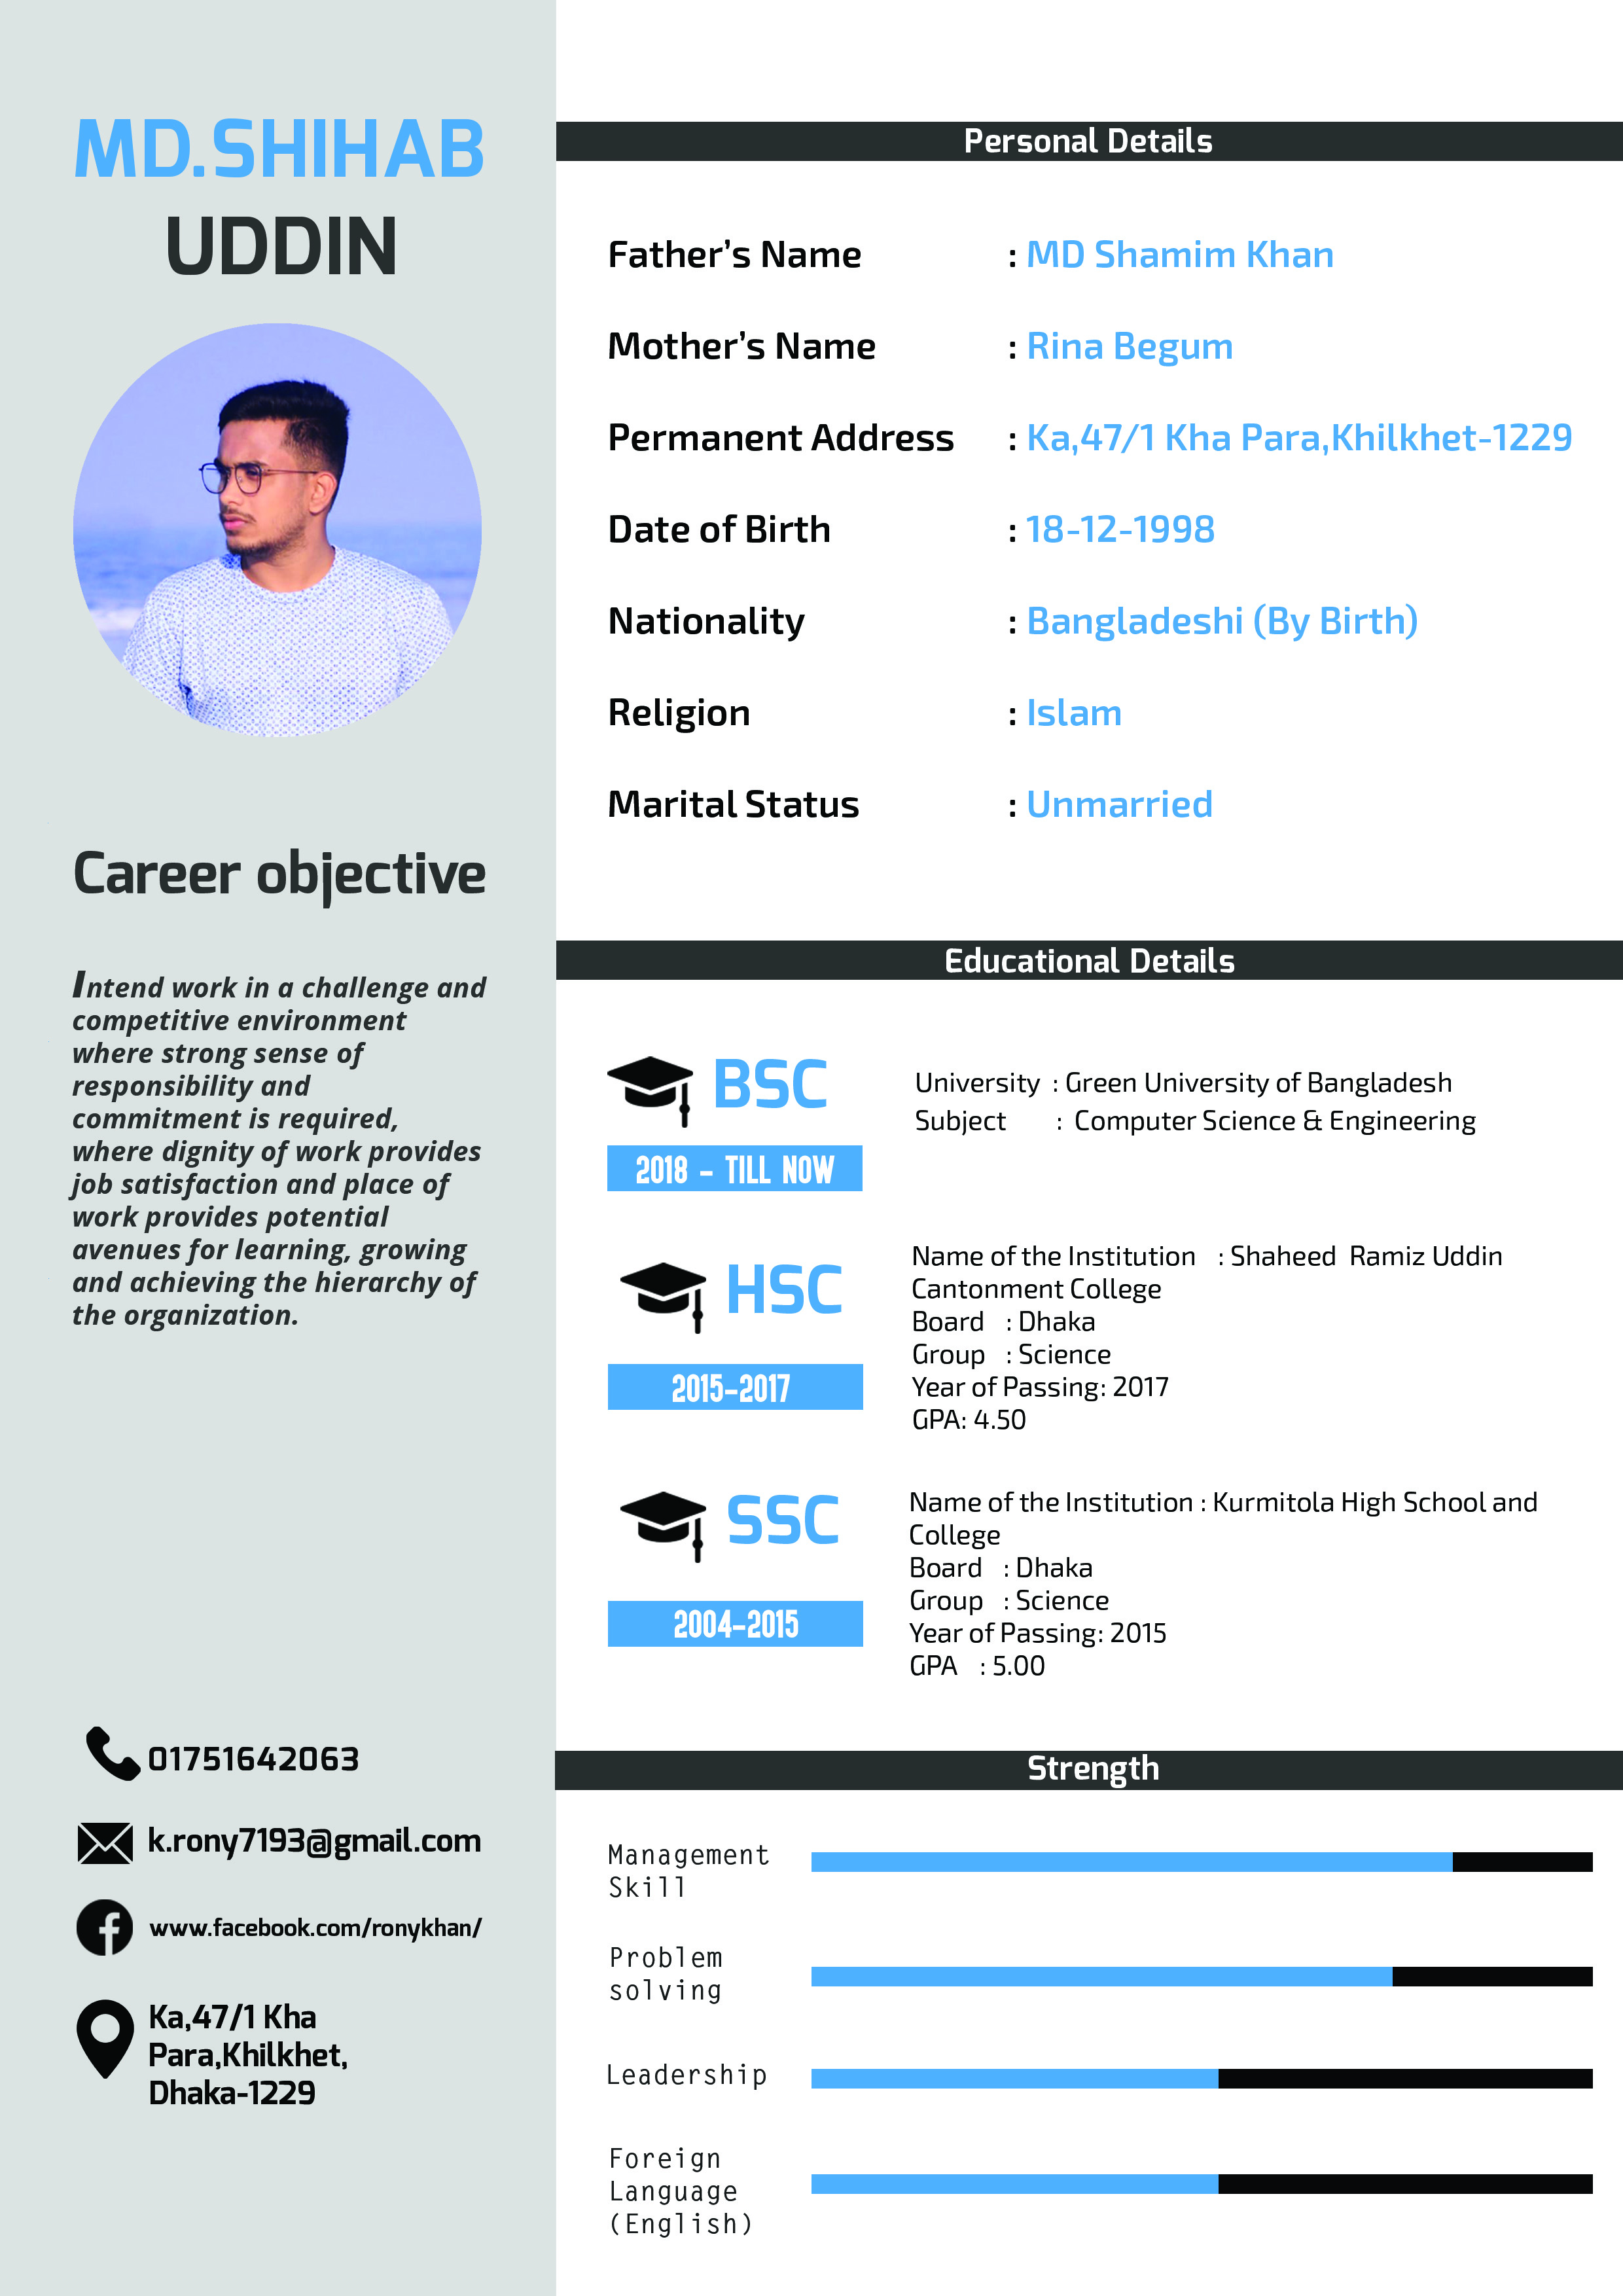 MD.SHIHAB
UDDIN
Career objective
Intend work in a challenge and
competitive environment
where strong sense of
responsibility and
commitment is required,
where dignity of work provides
job satisfaction and place of
work provides potential
avenues for learning, growing
and achieving the hierarchy of
the organization.
01751642063
k.rony7193@gmail.com
www.facebook.com/ronykhan/
Ka,47/1 Kha
Para,Khilkhet,
Dhaka-1229
Personal Details
Father's Name : MD Shamim Khan
Mother's Name : Rina Begum
Permanent Address : Ka,47/1 Kha Para,Khilkhet-1229
Date of Birth : 18-12-1998
Nationality : Bangladeshi (By Birth)
Religion : Islam
Marital Status : Unmarried
Educational Details
BSC
2018 - TILL NOW
University : Green University of Bangladesh
Subject : Computer Science & Engineering
HSC
2015-2017
Name of the Institution : Shaheed Ramiz Uddin
Cantonment College
Board : Dhaka
Group : Science
Year of Passing: 2017
GPA: 4.50
SSC
2004-2015
Name of the Institution : Kurmitola High School and
College
Board : Dhaka
Group : Science
Year of Passing: 2015
GPA : 5.00
Strength
Management
Skill
Problem
solving
Leadership
Foreign
Language
(English)